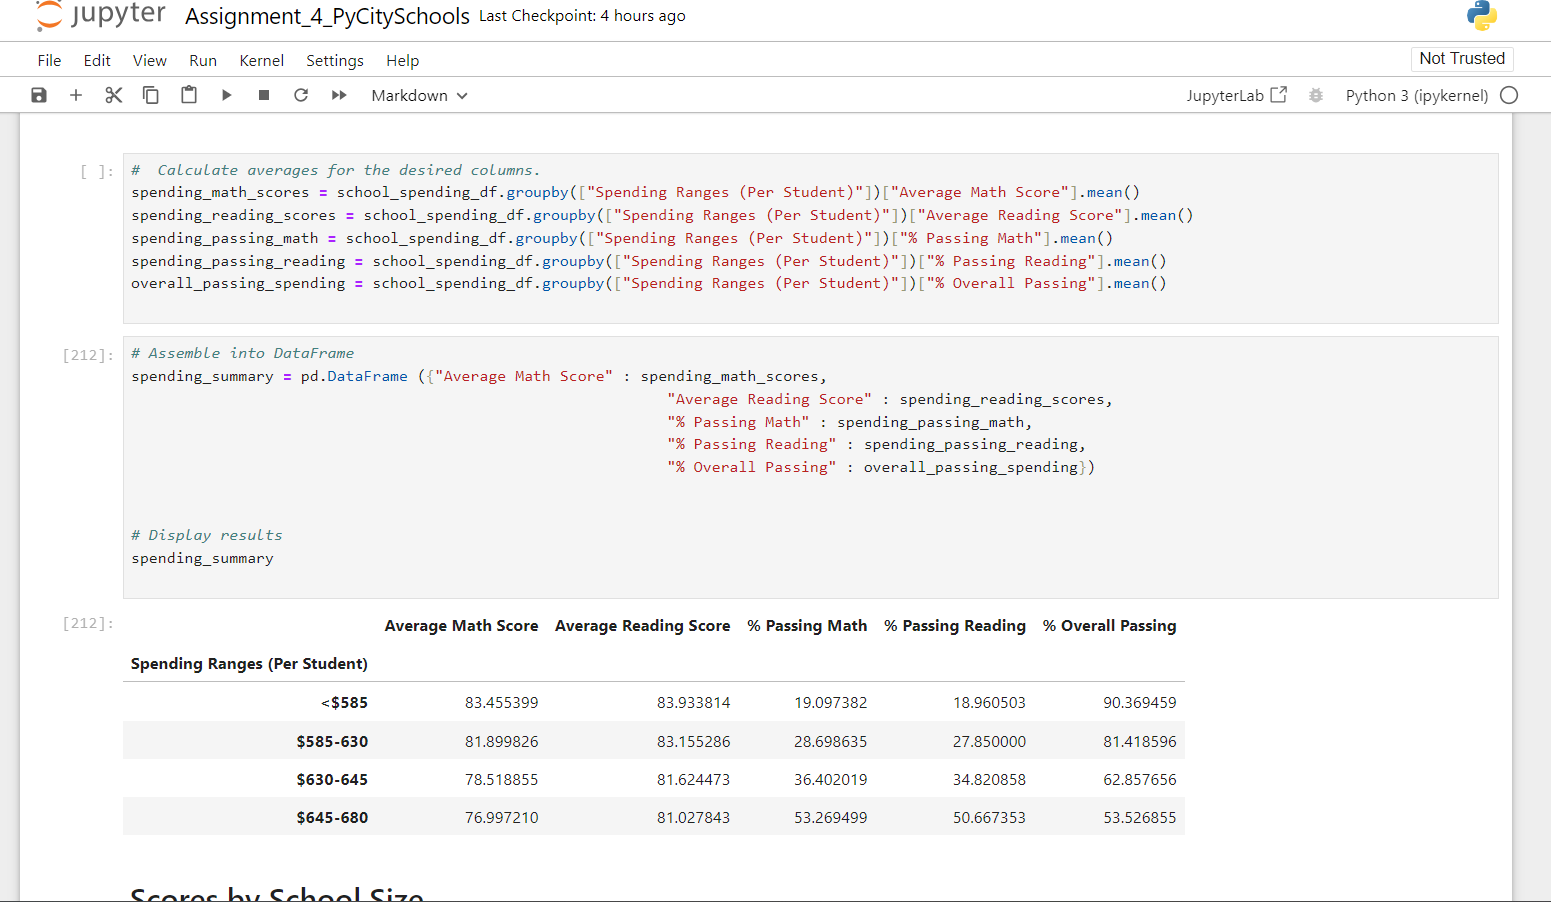 jupyter Assignment_4_PyCitySchools Last Checkpoint: 4 hours ago
File Edit View Run Kernel Settings Help Not Trusted
Markdown JupyterLab Python 3 (ipykernel)
[ ]: # Calculate averages for the desired columns.
spending_math_scores = school_spending_df.groupby(["Spending Ranges (Per Student)"])["Average Math Score"].mean()
spending_reading_scores = school_spending_df.groupby(["Spending Ranges (Per Student)"])["Average Reading Score"].mean()
spending_passing_math = school_spending_df.groupby(["Spending Ranges (Per Student)"])["% Passing Math"].mean()
spending_passing_reading = school_spending_df.groupby(["Spending Ranges (Per Student)"])["% Passing Reading"].mean()
overall_passing_spending = school_spending_df.groupby(["Spending Ranges (Per Student)"])["% Overall Passing"].mean()
[212]: # Assemble into DataFrame
spending_summary = pd.DataFrame ({"Average Math Score" : spending_math_scores,
"Average Reading Score" : spending_reading_scores,
"% Passing Math" : spending_passing_math,
"% Passing Reading" : spending_passing_reading,
"% Overall Passing" : overall_passing_spending})
# Display results
spending_summary
[212]: Average Math Score Average Reading Score % Passing Math % Passing Reading % Overall Passing
Spending Ranges (Per Student)
<$585 83.455399 83.933814 19.097382 18.960503 90.369459
$585-630 81.899826 83.155286 28.698635 27.850000 81.418596
$630-645 78.518855 81.624473 36.402019 34.820858 62.857656
$645-680 76.997210 81.027843 53.269499 50.667353 53.526855
Scores by School Size